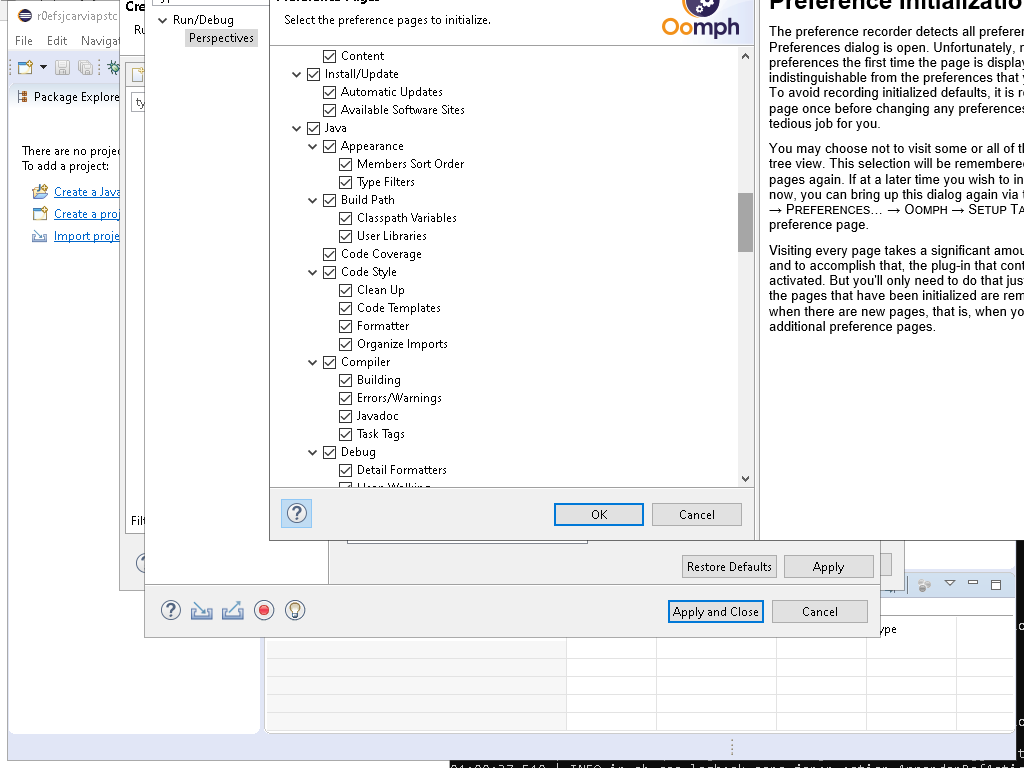 r0efsjcarviapstc
File
Edit
Package Explore
There are no proje
To add a project:
Create a Java
Create a proj
Import proje
Cre
Run/Debug
Perspectives
Select the preference pages to initialize.
Oomph
Content
Install/Update
Automatic Updates
Available Software Sites
Java
Appearance
Members Sort Order
Type Filters
Build Path
Classpath Variables
User Libraries
Code Coverage
Code Style
Clean Up
Code Templates
Formatter
Organize Imports
Compiler
Building
Errors/Warnings
Javadoc
Task Tags
Debug
Detail Formatters
OK
Cancel
Preference Initializatio
The preference recorder detects all preferen
Preferences dialog is open. Unfortunately,
preferences the first time the page is display
indistinguishable from the preferences that
To avoid recording initialized defaults, it is re
page once before changing any preferences
tedious job for you.
You may choose not to visit some or all of th
tree view. This selection will be remembere
pages again. If at a later time you wish to in
now, you can bring up this dialog again via t
→ PREFERENCES... → OOMPH → SETUP TA
preference page.
Visiting every page takes a significant amou
and to accomplish that, the plug-in that cont
activated. But you'll only need to do that jus
the pages that have been initialized are rem
when there are new pages, that is, when yo
additional preference pages.
Restore Defaults
Apply
Apply and Close
Cancel
ype